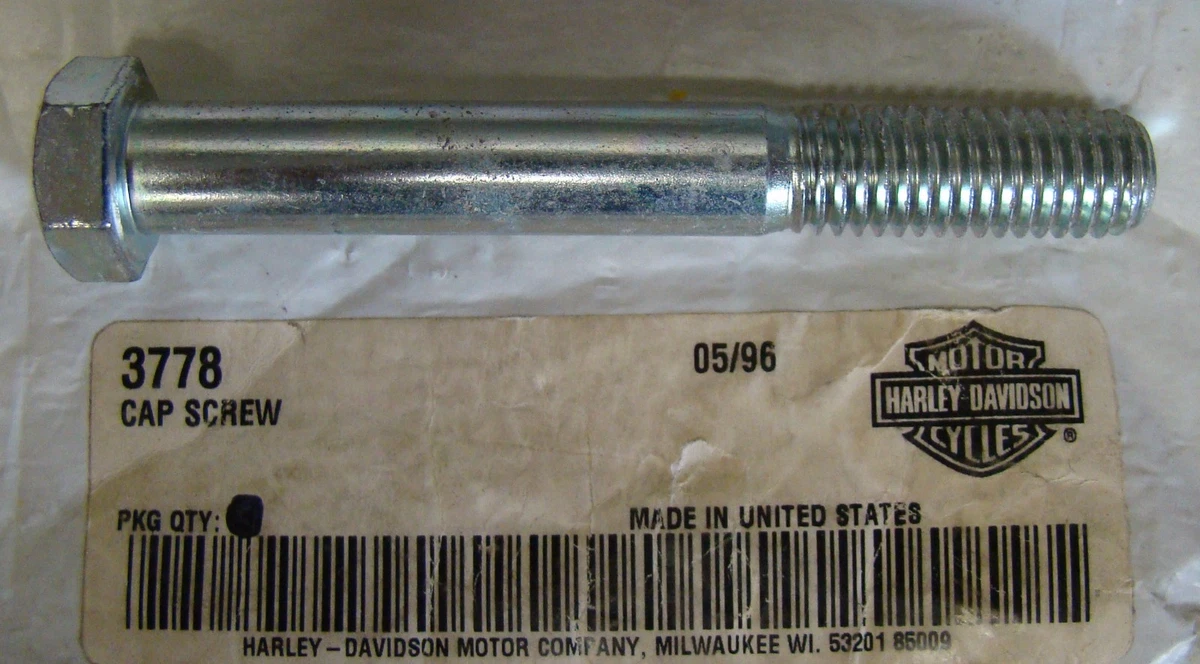 3778
05/96
CAP SCREW
MOTOR
HARLEY-DAVIDSON
CYCLES
®
PKG QTY:
MADE IN UNITED STATES
HARLEY-DAVIDSON MOTOR COMPANY, MILWAUKEE WI. 53201 85009